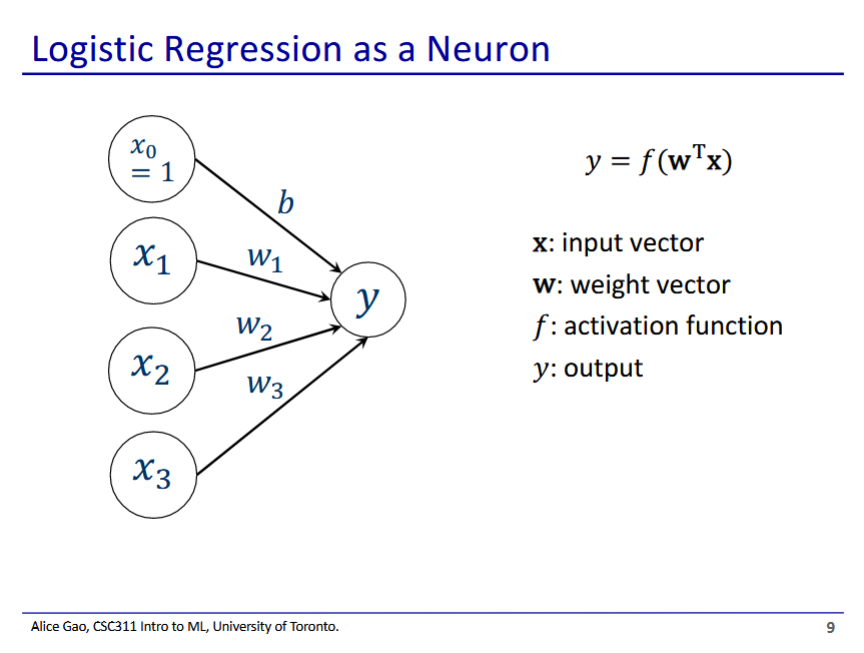 Logistic Regression as a Neuron
x₀
= 1
b
x₁
w₁
y
w₂
x₂
w₃
x₃
y = f(𝐰ᵀ𝐱)
𝐱: input vector
𝐰: weight vector
f: activation function
y: output
Alice Gao, CSC311 Intro to ML, University of Toronto.
9